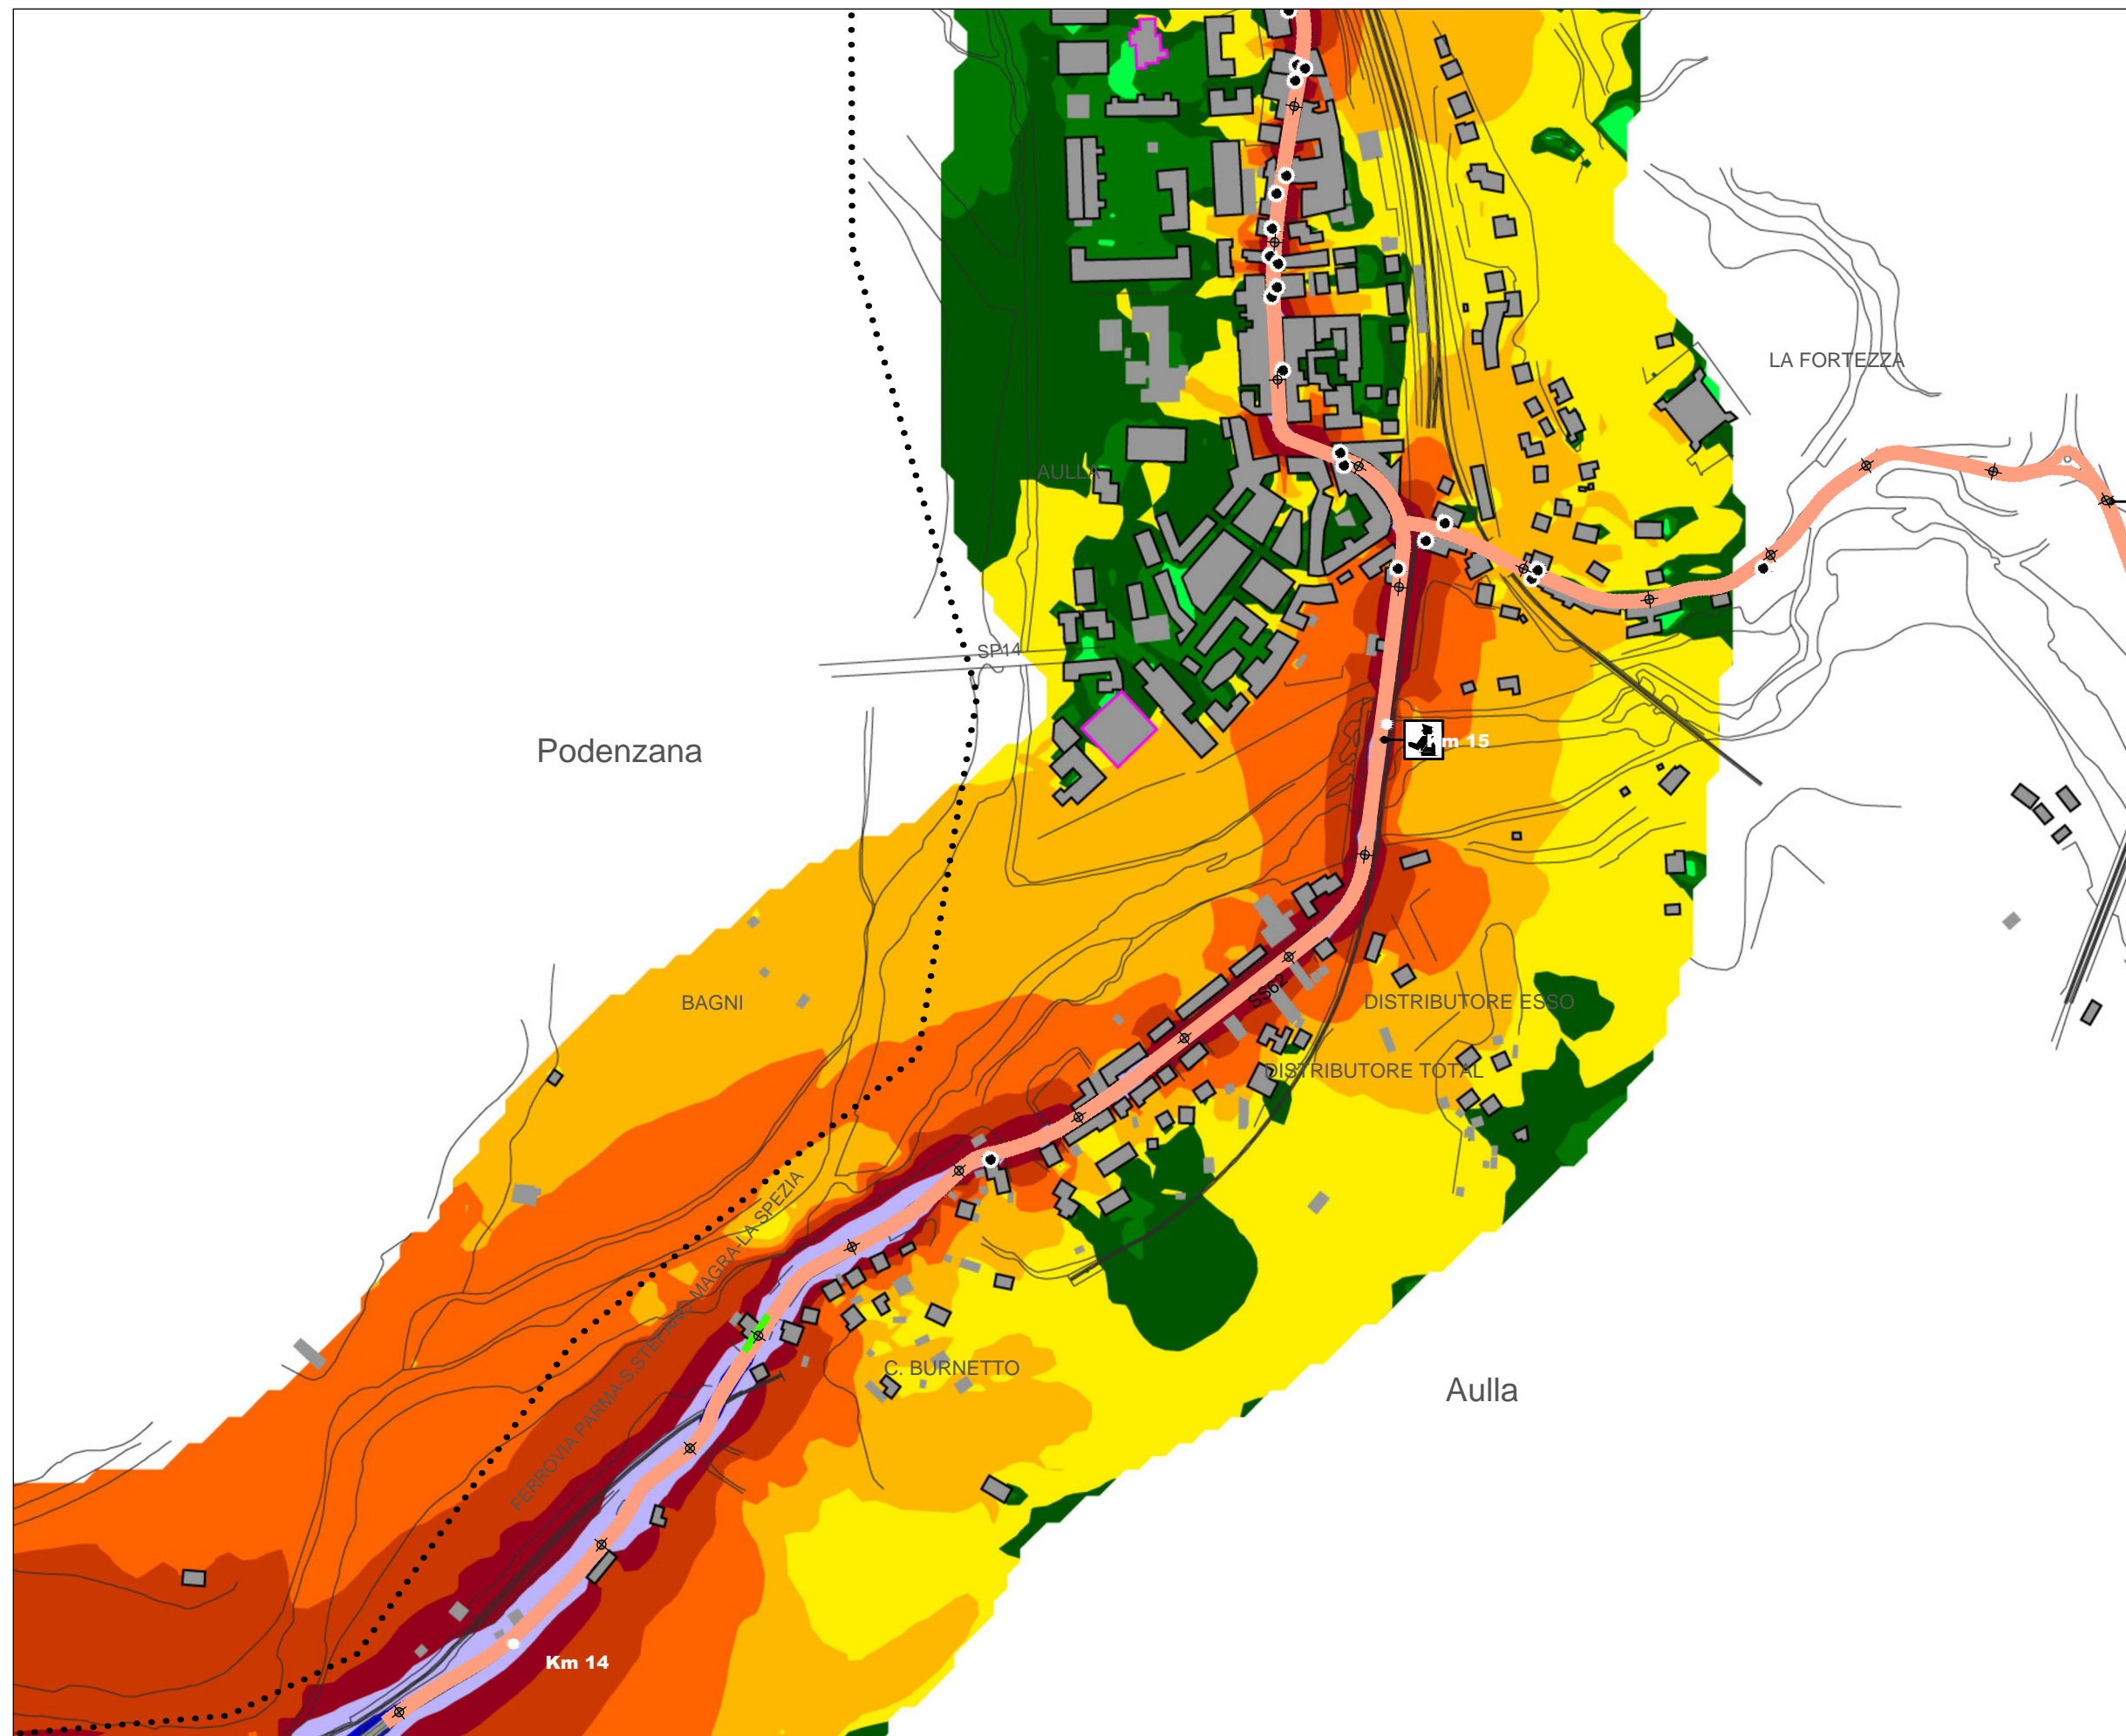 LA FORTEZZA
AULLA
SP14
Km 15
Podenzana
SS62
BAGNI
DISTRIBUTORE ESSO
DISTRIBUTORE TOTAL
FERROVIA PARMA-S.STEFANO MAGRA-LA SPEZIA
C. BURNETTO
Aulla
Km 14